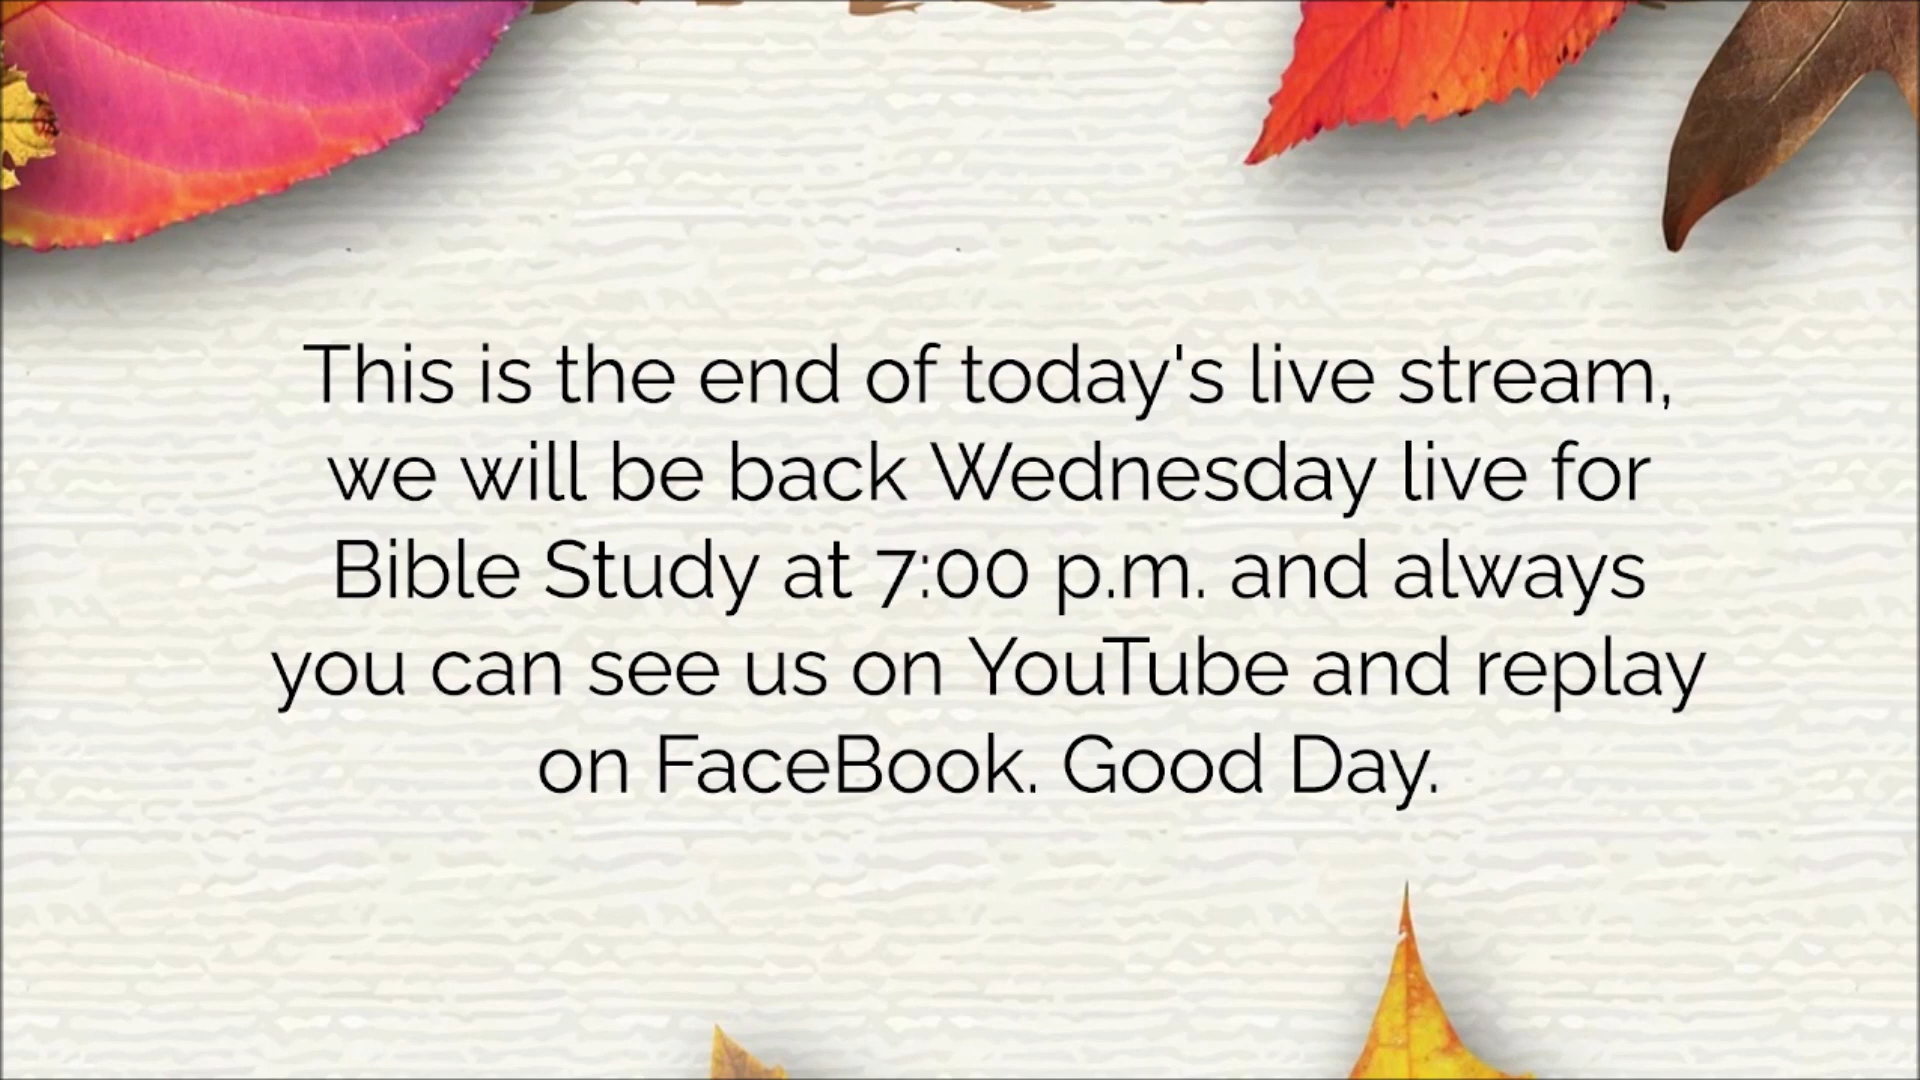 This is the end of today's live stream,
we will be back Wednesday live for
Bible Study at 7:00 p.m. and always
you can see us on YouTube and replay
on FaceBook. Good Day.